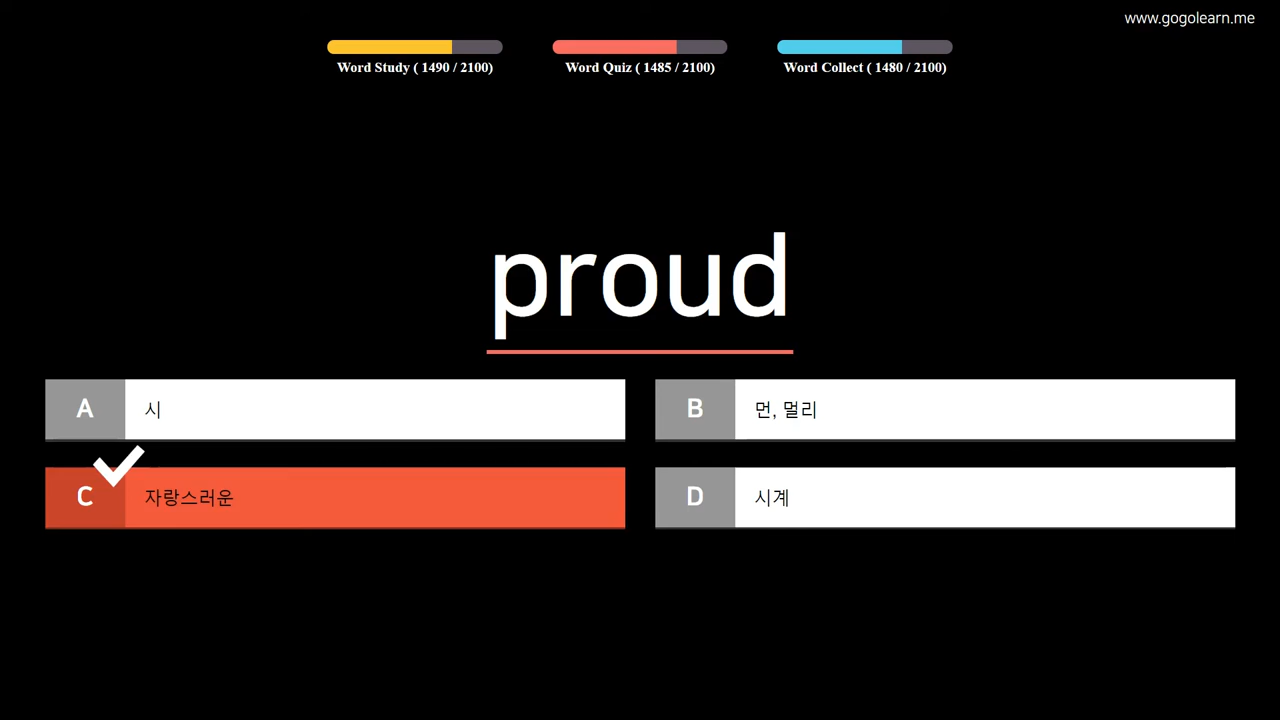 www.gogolearn.me
Word Study ( 1490 / 2100)
Word Quiz ( 1485 / 2100)
Word Collect ( 1480 / 2100)
proud
A 시
B 먼, 멀리
C 자랑스러운
D 시계